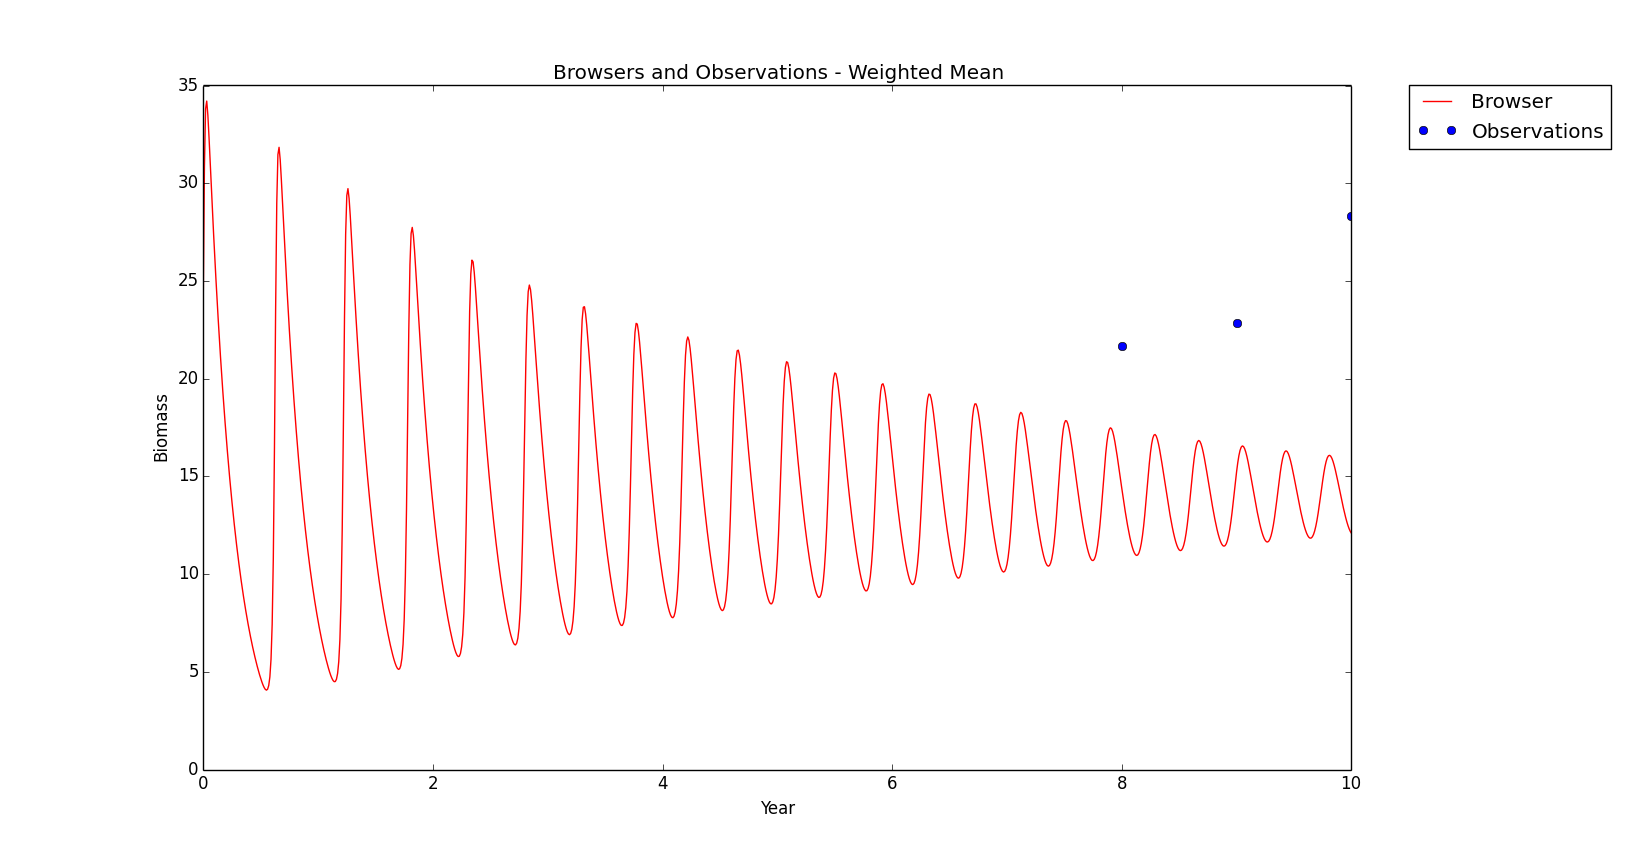 Browsers and Observations - Weighted Mean
35
30
25
20
15
10
5
0
Biomass
0 2 4 6 8 10
Year
Browser
Observations